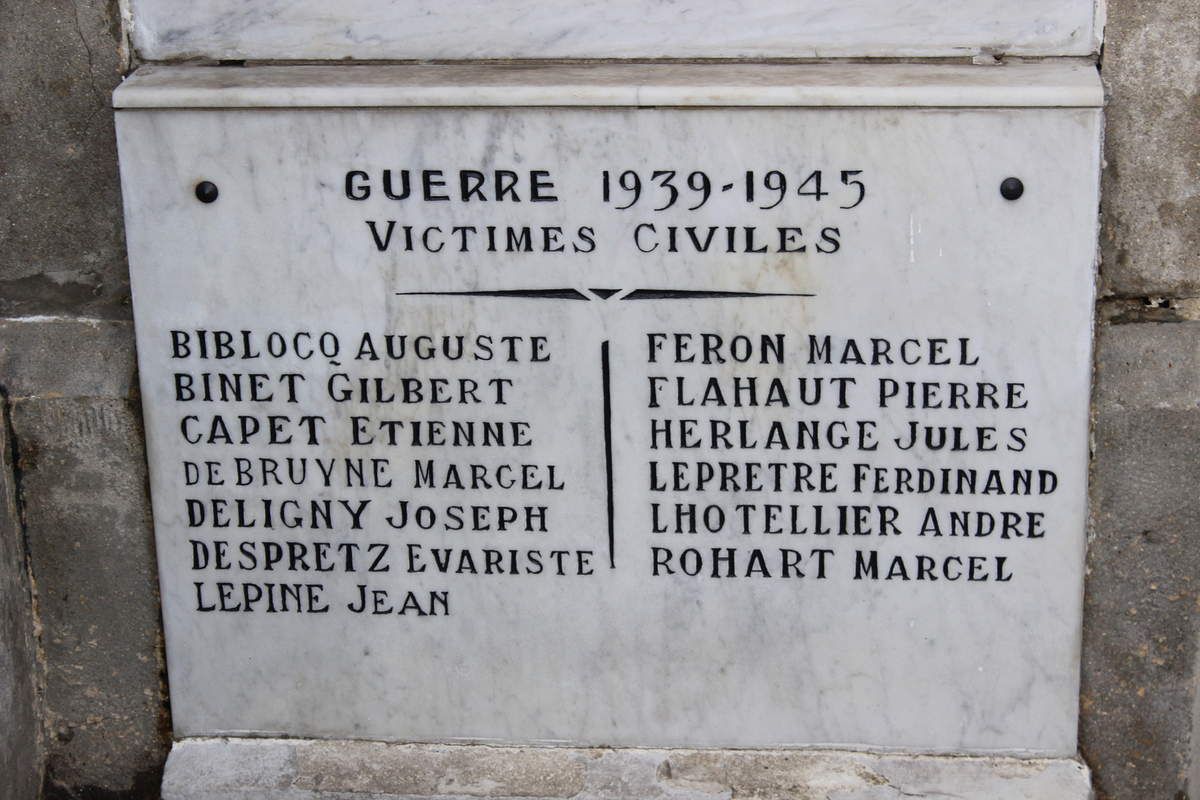 GUERRE 1939-1945
VICTIMES CIVILES
BIBLOCQ AUGUSTE
BINET GILBERT
CAPET ETIENNE
DE BRUYNE MARCEL
DELIGNY JOSEPH
DESPRETZ EVARISTE
LEPINE JEAN
FERON MARCEL
FLAHAUT PIERRE
HERLANGE JULES
LEPRETRE FERDINAND
LHOTELLIER ANDRE
ROHART MARCEL